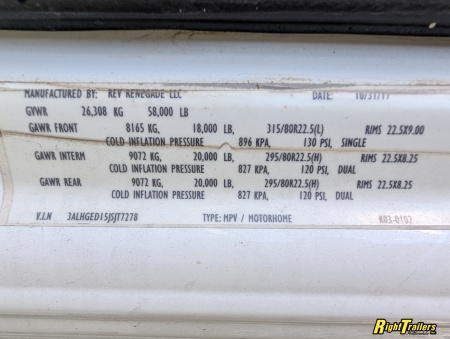 MANUFACTURED BY: REV RENEGADE LLC DATE: 10/31/17
GVWR 26,308 KG 58,000 LB
GAWR FRONT 8165 KG, 18,000 LB, 315/80R22.5(L) RIMS 22.5X9.00
COLD INFLATION PRESSURE 896 KPA, 130 PSI, SINGLE
GAWR INTERM 9072 KG, 20,000 LB, 295/80R22.5(H) RIMS 22.5X8.25
COLD INFLATION PRESSURE 827 KPA, 120 PSI, DUAL
GAWR REAR 9072 KG, 20,000 LB, 295/80R22.5(H) RIMS 22.5X8.25
COLD INFLATION PRESSURE 827 KPA, 120 PSI, DUAL
V.I.N 3ALHGED15JSJT7278 TYPE: MPV / MOTORHOME K03-0102
RightTrailers